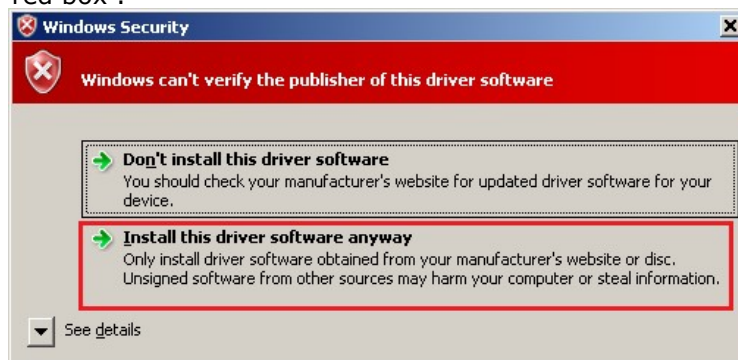 red box .
Windows Security
Windows can't verify the publisher of this driver software
Don't install this driver software
You should check your manufacturer's website for updated driver software for your
device.
Install this driver software anyway
Only install driver software obtained from your manufacturer's website or disc.
Unsigned software from other sources may harm your computer or steal information.
See details